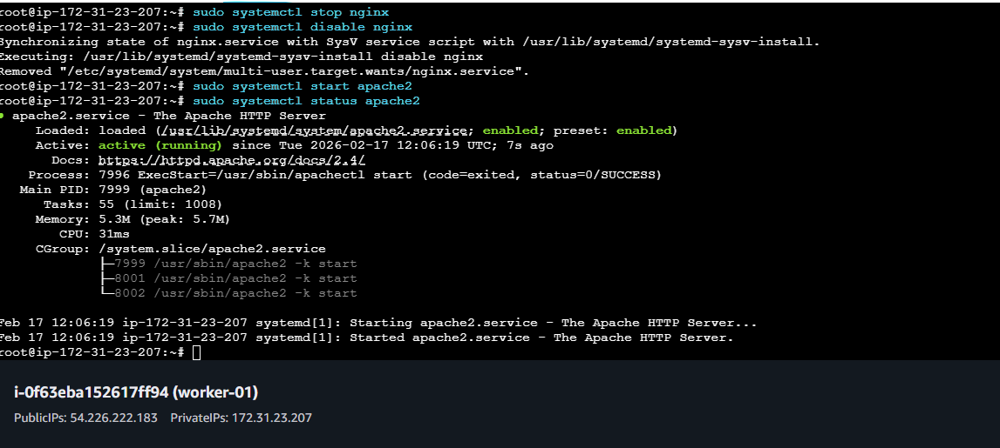 root@ip-172-31-23-207:~# sudo systemctl stop nginx
root@ip-172-31-23-207:~# sudo systemctl disable nginx
Synchronizing state of nginx.service with SysV service script with /usr/lib/systemd/systemd-sysv-install.
Executing: /usr/lib/systemd/systemd-sysv-install disable nginx
Removed "/etc/systemd/system/multi-user.target.wants/nginx.service".
root@ip-172-31-23-207:~# sudo systemctl start apache2
root@ip-172-31-23-207:~# sudo systemctl status apache2
● apache2.service - The Apache HTTP Server
Loaded: loaded (/usr/lib/systemd/system/apache2.service; enabled; preset: enabled)
Active: active (running) since Tue 2026-02-17 12:06:19 UTC; 7s ago
Docs: https://httpd.apache.org/docs/2.4/
Process: 7996 ExecStart=/usr/sbin/apachectl start (code=exited, status=0/SUCCESS)
Main PID: 7999 (apache2)
Tasks: 55 (limit: 1008)
Memory: 5.3M (peak: 5.7M)
CPU: 31ms
CGroup: /system.slice/apache2.service
├─7999 /usr/sbin/apache2 -k start
├─8001 /usr/sbin/apache2 -k start
└─8002 /usr/sbin/apache2 -k start
Feb 17 12:06:19 ip-172-31-23-207 systemd[1]: Starting apache2.service - The Apache HTTP Server...
Feb 17 12:06:19 ip-172-31-23-207 systemd[1]: Started apache2.service - The Apache HTTP Server.
root@ip-172-31-23-207:~#
i-0f63eba152617ff94 (worker-01)
PublicIPs: 54.226.222.183 PrivateIPs: 172.31.23.207